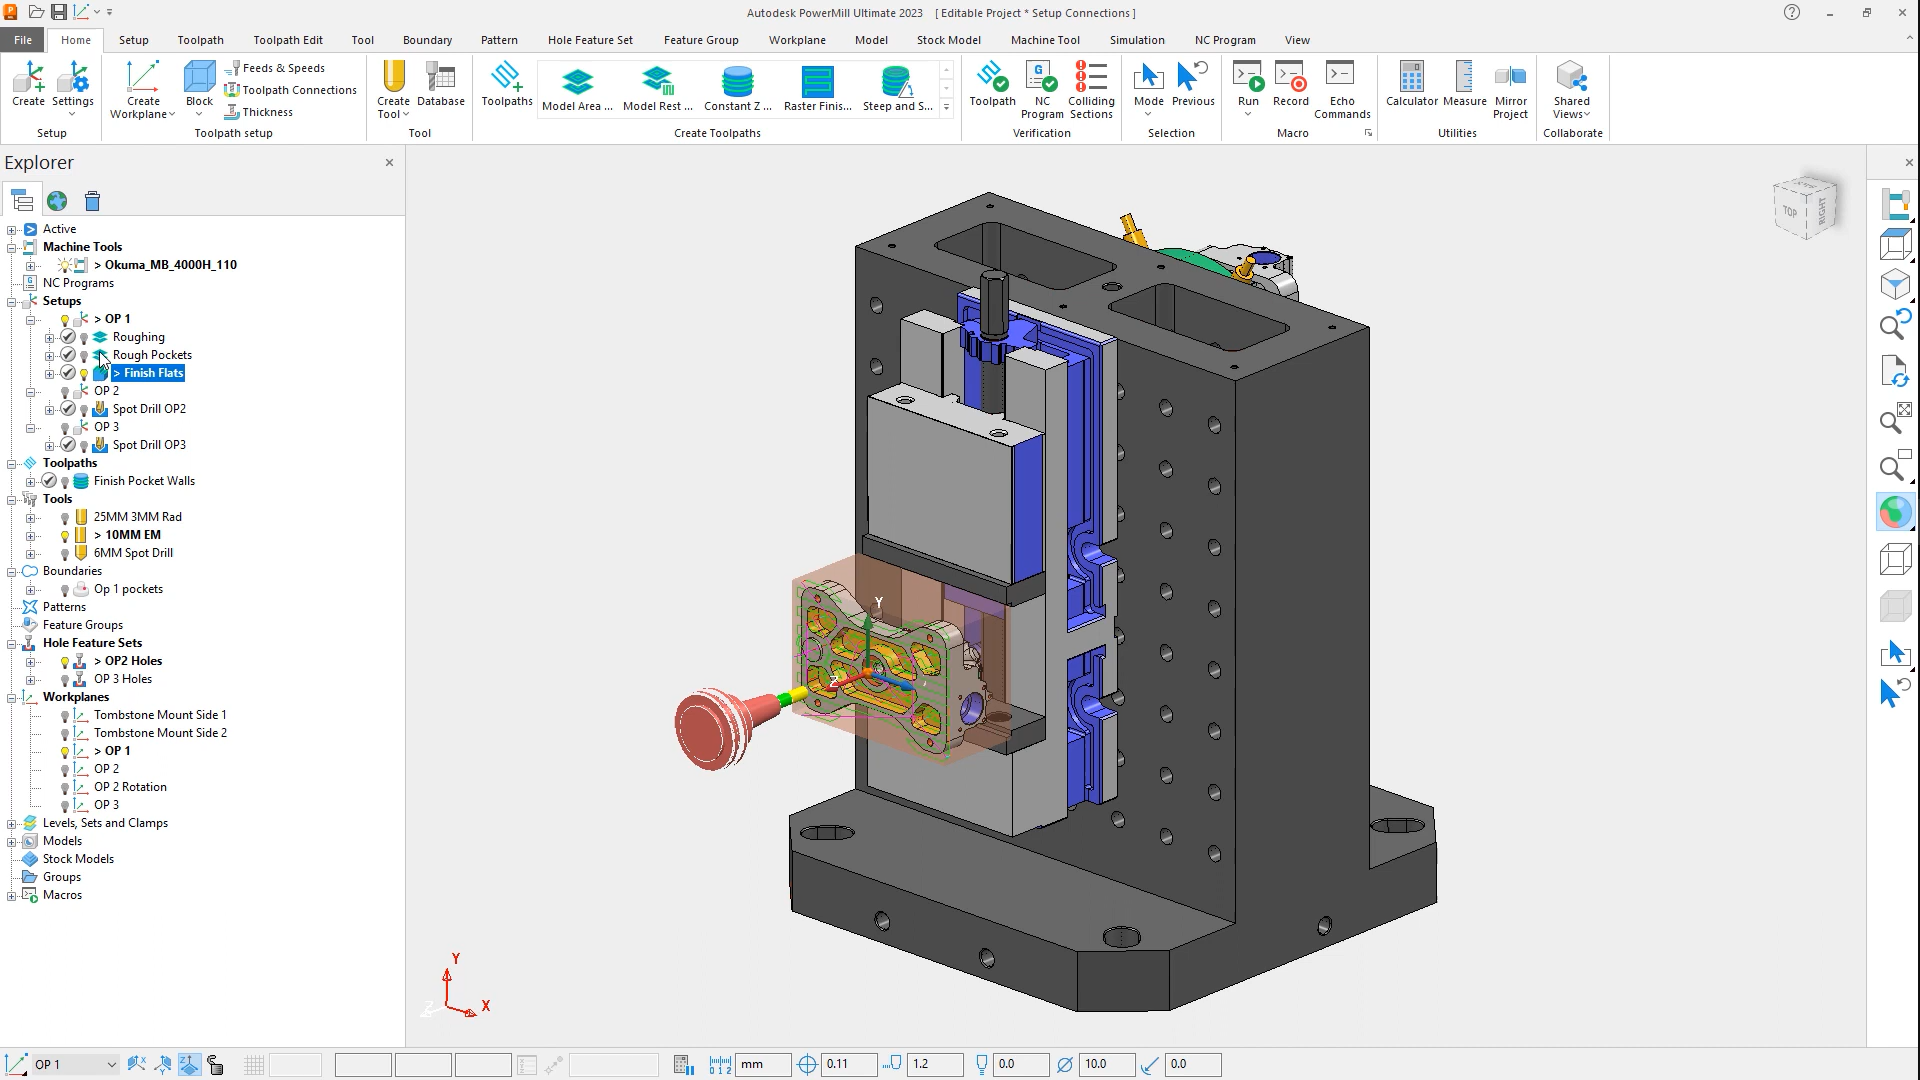 Autodesk PowerMill Ultimate 2023 [ Editable Project * Setup Connections ]
File Home Setup Toolpath Toolpath Edit Tool Boundary Pattern Hole Feature Set Feature Group Workplane Model Stock Model Machine Tool Simulation NC Program View
Create
Settings
Setup
Create
Workplane
Block
Feeds & Speeds
Toolpath Connections
Thickness
Toolpath setup
Create
Tool
Database
Tool
Toolpaths
Model Area ...
Model Rest ...
Constant Z ...
Raster Finis...
Steep and S...
Create Toolpaths
Toolpath
NC
Program
Colliding
Sections
Verification
Mode
Previous
Selection
Run
Record
Echo
Commands
Macro
Calculator
Measure
Mirror
Project
Utilities
Shared
Views
Collaborate
Explorer
Active
Machine Tools
> Okuma_MB_4000H_110
NC Programs
Setups
> OP 1
Roughing
Rough Pockets
> Finish Flats
OP 2
Spot Drill OP2
OP 3
Spot Drill OP3
Toolpaths
Finish Pocket Walls
Tools
25MM 3MM Rad
> 10MM EM
6MM Spot Drill
Boundaries
Op 1 pockets
Patterns
Feature Groups
Hole Feature Sets
> OP2 Holes
OP 3 Holes
Workplanes
Tombstone Mount Side 1
Tombstone Mount Side 2
> OP 1
OP 2
OP 2 Rotation
OP 3
Levels, Sets and Clamps
Models
Stock Models
Groups
Macros
TOP
RIGHT
Y
Z
Y
X
Z
OP 1
mm
0.11
1.2
0.0
10.0
0.0